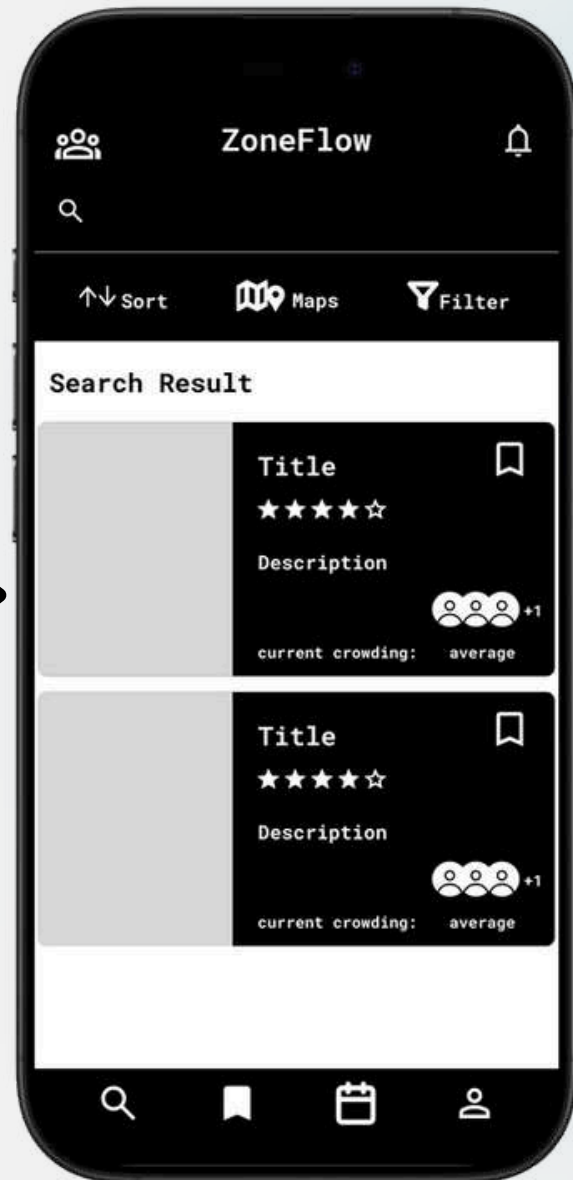 ZoneFlow
Sort Maps Filter
Search Result
Title
Description
+1
current crowding: average
Title
Description
+1
current crowding: average